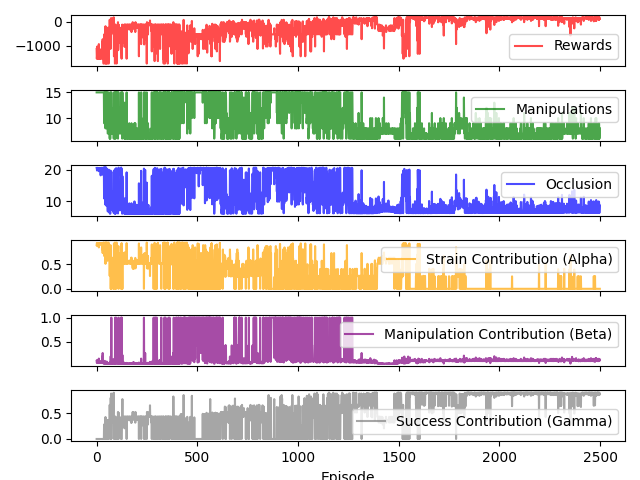 0
−1000
Rewards
15
10
Manipulations
20
10
Occlusion
0.5
0.0
Strain Contribution (Alpha)
1.0
0.5
Manipulation Contribution (Beta)
0.5
0.0
Success Contribution (Gamma)
0 500 1000 1500 2000 2500
Episode